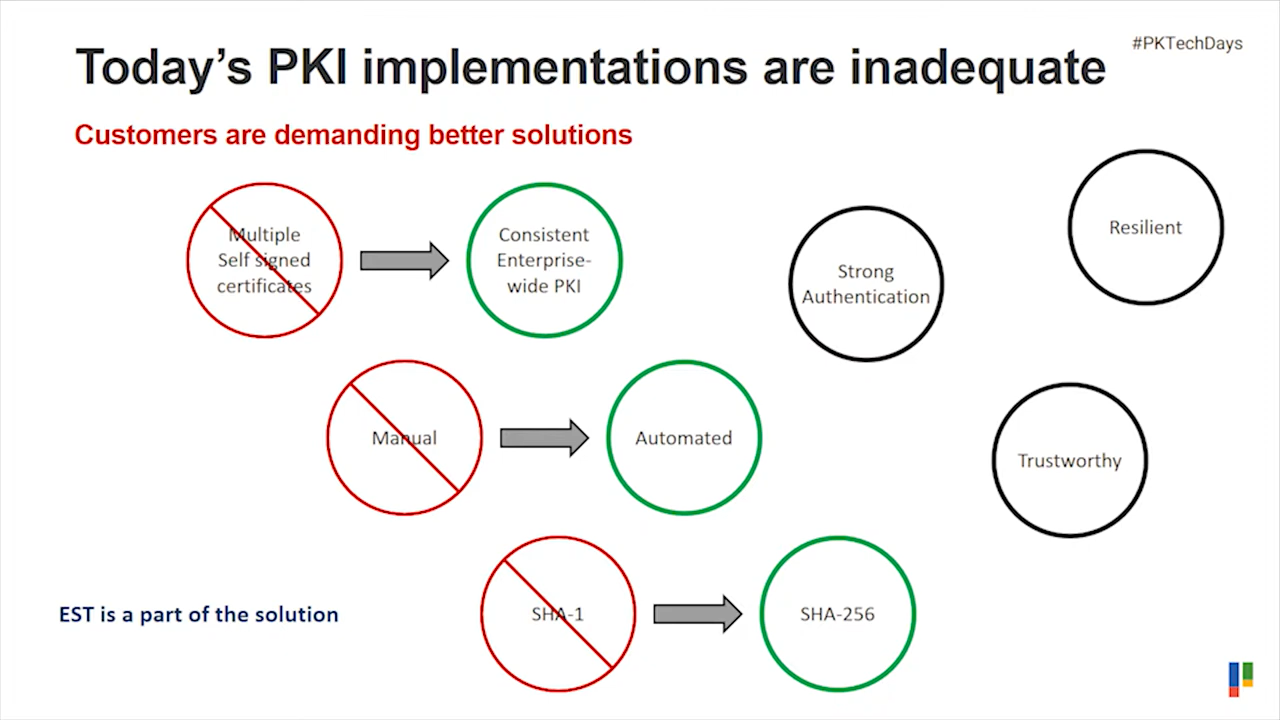 #PKTechDays
Today's PKI implementations are inadequate
Customers are demanding better solutions
Multiple
Self signed
certificates
Consistent
Enterprise-
wide PKI
Strong
Authentication
Resilient
Manual
Automated
Trustworthy
SHA-1
SHA-256
EST is a part of the solution